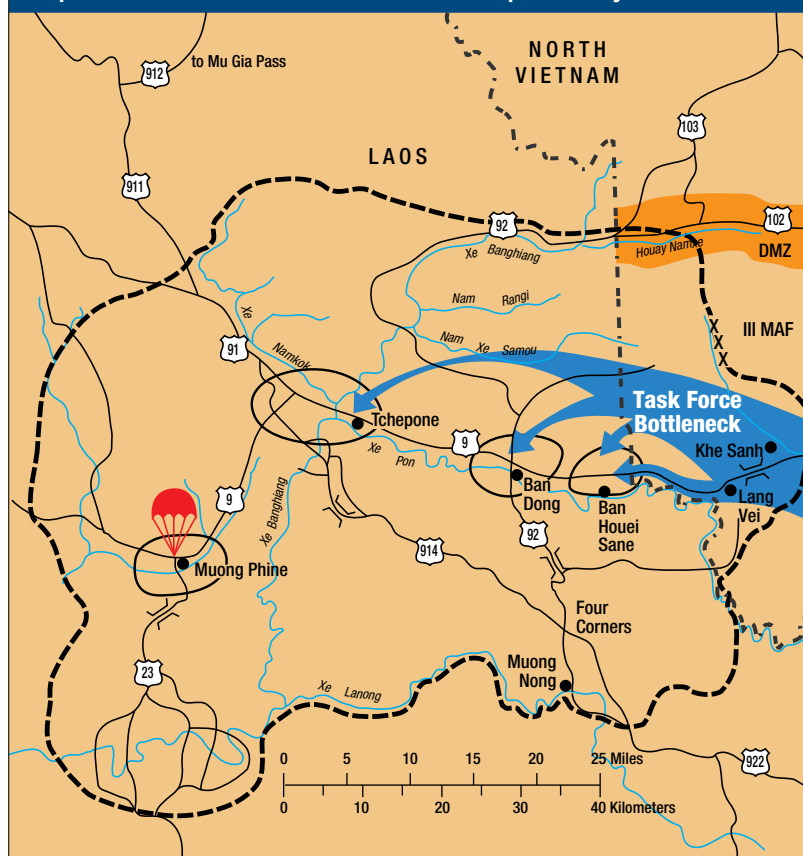 NORTH
VIETNAM
912
to Mu Gia Pass
103
LAOS
911
92
102
Xe Banghiang
Houay Namxe
DMZ
Nam Rangi
Xe
Namkok
Nam Xe Samou
III MAF
XXX
91
Task Force
Bottleneck
Tchepone
9
Khe Sanh
Xe Pon
Ban
Dong
Ban
Houei
Sane
Lang
Vei
9
Xe Banghiang
92
914
Muong Phine
Four
Corners
23
Muong
Nong
Xe Lanong
0 5 10 15 20 25 Miles
922
0 10 20 30 40 Kilometers